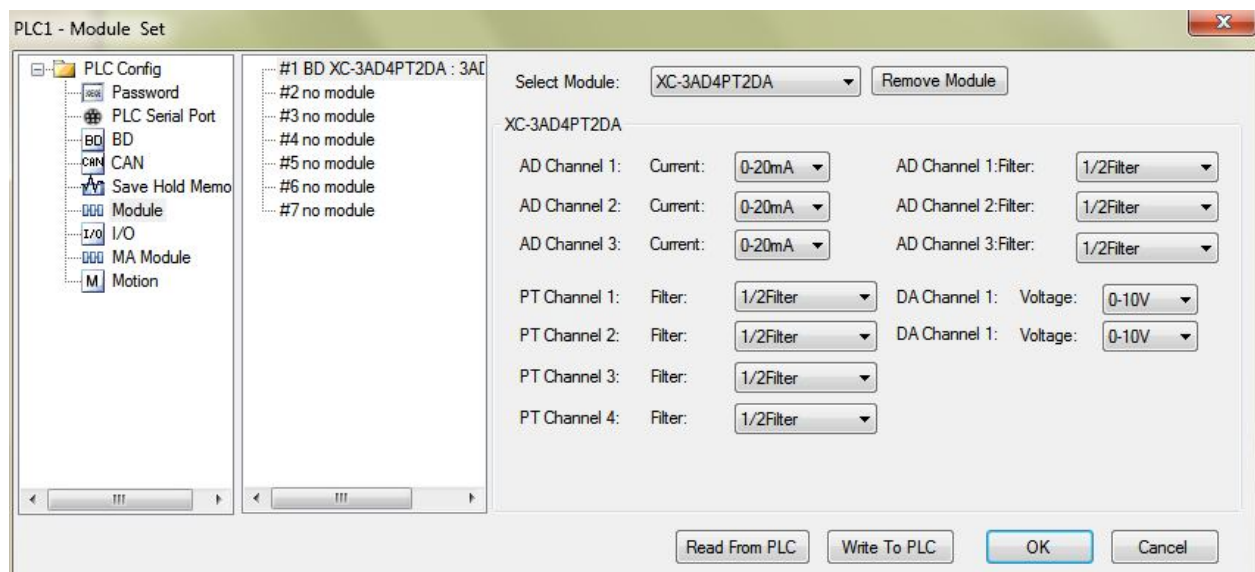 PLC1 - Module Set
PLC Config
Password
PLC Serial Port
BD BD
CAN CAN
Save Hold Memo
Module
I/O I/O
MA Module
M Motion
#1 BD XC-3AD4PT2DA : 3AD
#2 no module
#3 no module
#4 no module
#5 no module
#6 no module
#7 no module
Select Module: XC-3AD4PT2DA Remove Module
XC-3AD4PT2DA
AD Channel 1: Current: 0-20mA AD Channel 1:Filter: 1/2Filter
AD Channel 2: Current: 0-20mA AD Channel 2:Filter: 1/2Filter
AD Channel 3: Current: 0-20mA AD Channel 3:Filter: 1/2Filter
PT Channel 1: Filter: 1/2Filter DA Channel 1: Voltage: 0-10V
PT Channel 2: Filter: 1/2Filter DA Channel 1: Voltage: 0-10V
PT Channel 3: Filter: 1/2Filter
PT Channel 4: Filter: 1/2Filter
Read From PLC Write To PLC OK Cancel